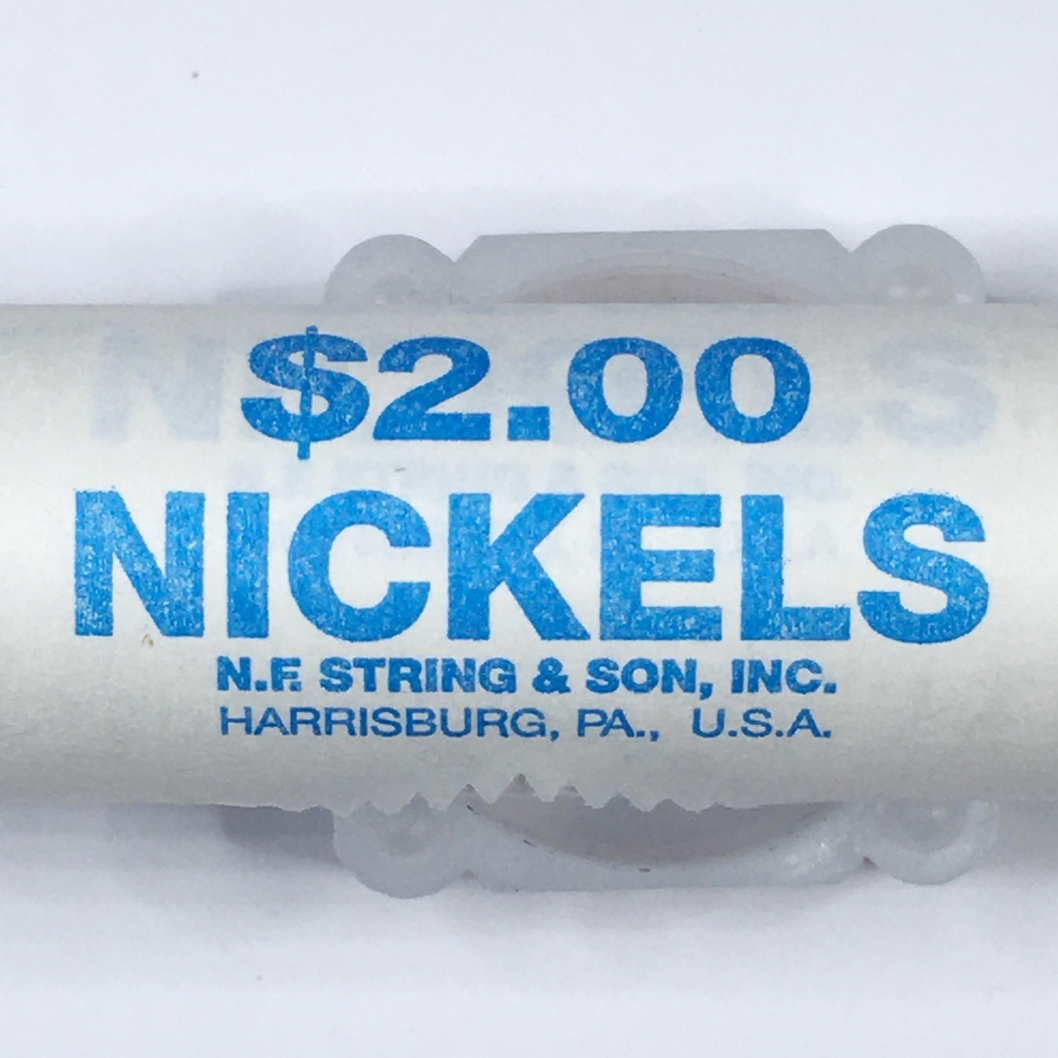 $2.00
NICKELS
N.F. STRING & SON, INC.
HARRISBURG, PA., U.S.A.